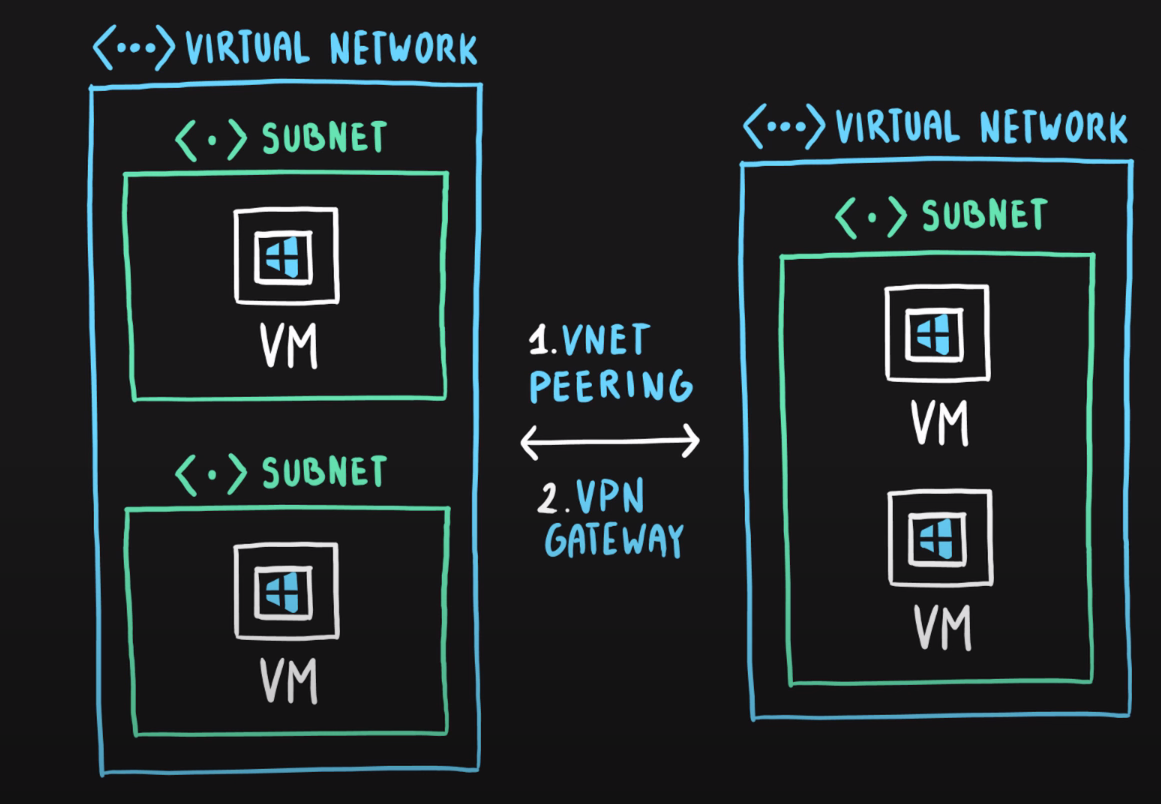 <···> VIRTUAL NETWORK
<·> SUBNET
VM
<·> SUBNET
VM
1. VNET
PEERING
2. VPN
GATEWAY
<···> VIRTUAL NETWORK
<·> SUBNET
VM
VM